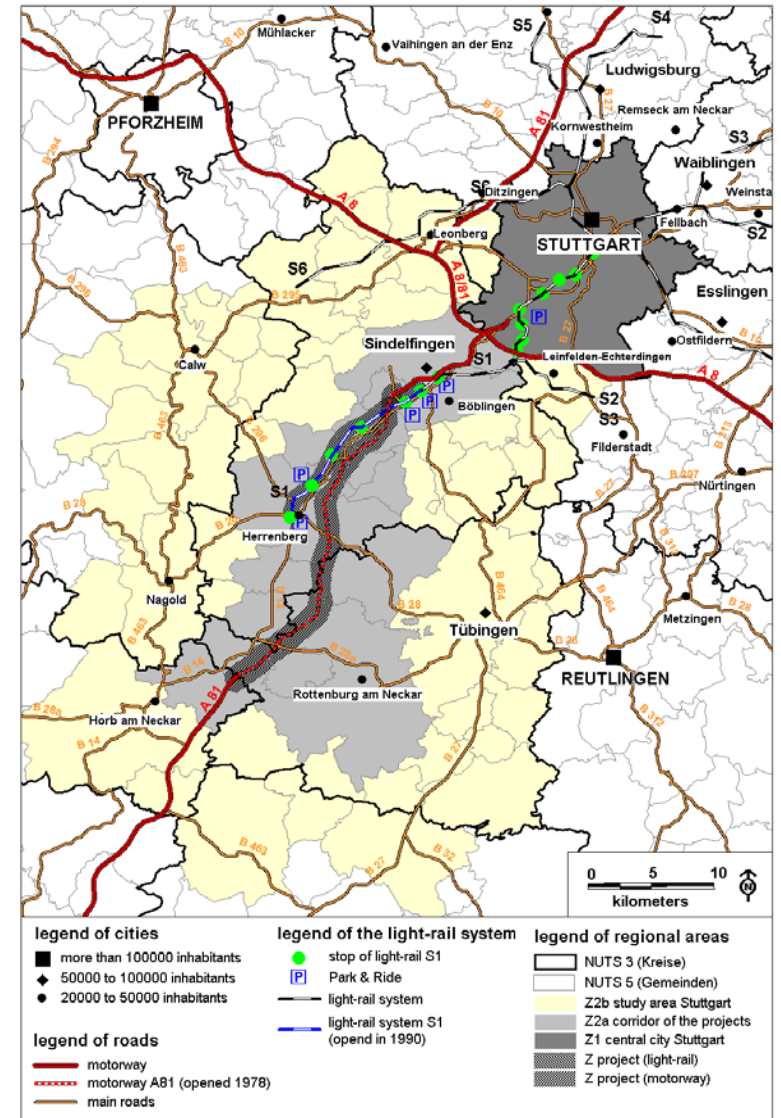 Mühlacker
B 10
Vaihingen an der Enz
S5
S4
Ludwigsburg
PFORZHEIM
B 294
A 81
B 10
B 27
Remseck am Neckar
Kornwestheim
S3
Waiblingen
Weinsta
A 8
S6
Ditzingen
Fellbach
S2
Leonberg
STUTTGART
B 463
S6
A 8/81
B 296
B 295
Esslingen
P
B 27
B 10
Sindelfingen
Ostfildern
Calw
S1
Leinfelden-Echterdingen
A 8
P
P
P
Böblingen
S2
S3
Filderstadt
B 463
B 296
B 313
P
B 297
Nürtingen
B 28
S1
B 27
P
B 28
Herrenberg
B 464
B 464
Nagold
B 14
B 28
Metzingen
B 28
B 463
Tübingen
B 28
B 14
B 28a
REUTLINGEN
A 81
Rottenburg am Neckar
B 28a
Horb am Neckar
B 312
B 14
B 27
B 463
B 27
B 32
0 5 10
kilometers
N
legend of cities
more than 100000 inhabitants
50000 to 100000 inhabitants
20000 to 50000 inhabitants
legend of roads
motorway
motorway A81 (opened 1978)
main roads
legend of the light-rail system
stop of light-rail S1
P Park & Ride
light-rail system
light-rail system S1
(opend in 1990)
legend of regional areas
NUTS 3 (Kreise)
NUTS 5 (Gemeinden)
Z2b study area Stuttgart
Z2a corridor of the projects
Z1 central city Stuttgart
Z project (light-rail)
Z project (motorway)